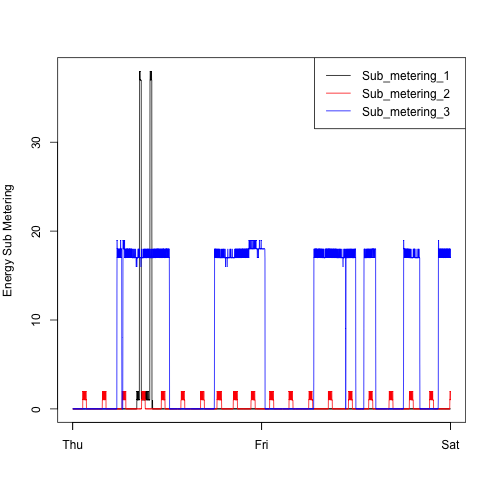 Sub_metering_1
Sub_metering_2
Sub_metering_3
Energy Sub Metering
30
20
10
0
Thu Fri Sat